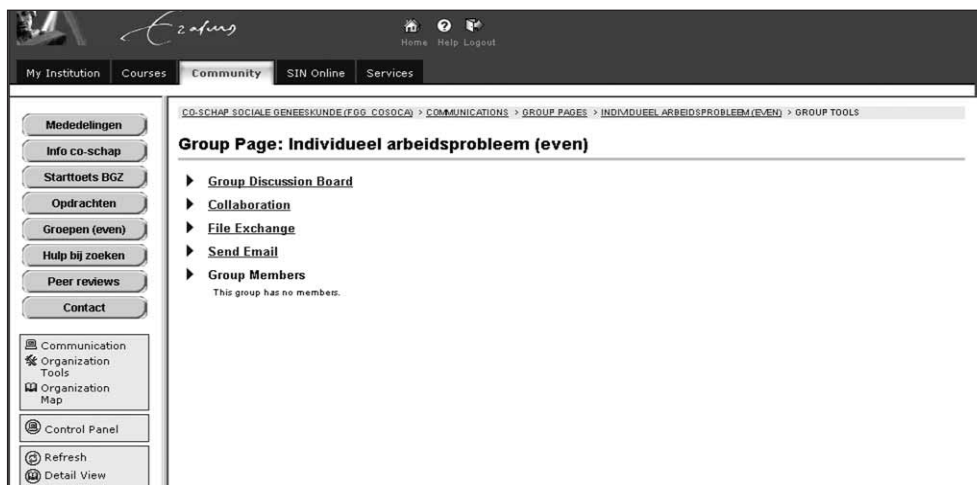 Erasmus
Home Help Logout
My Institution Courses Community SIN Online Services
CO-SCHAP SOCIALE GENEESKUNDE (FGG_COSOCA) > COMMUNICATIONS > GROUP PAGES > INDIVIDUEEL ARBEIDSPROBLEEM (EVEN) > GROUP TOOLS
Group Page: Individueel arbeidsprobleem (even)
Group Discussion Board
Collaboration
File Exchange
Send Email
Group Members
This group has no members.
Mededelingen
Info co-schap
Starttoets BGZ
Opdrachten
Groepen (even)
Hulp bij zoeken
Peer reviews
Contact
Communication
Organization
Tools
Organization
Map
Control Panel
Refresh
Detail View